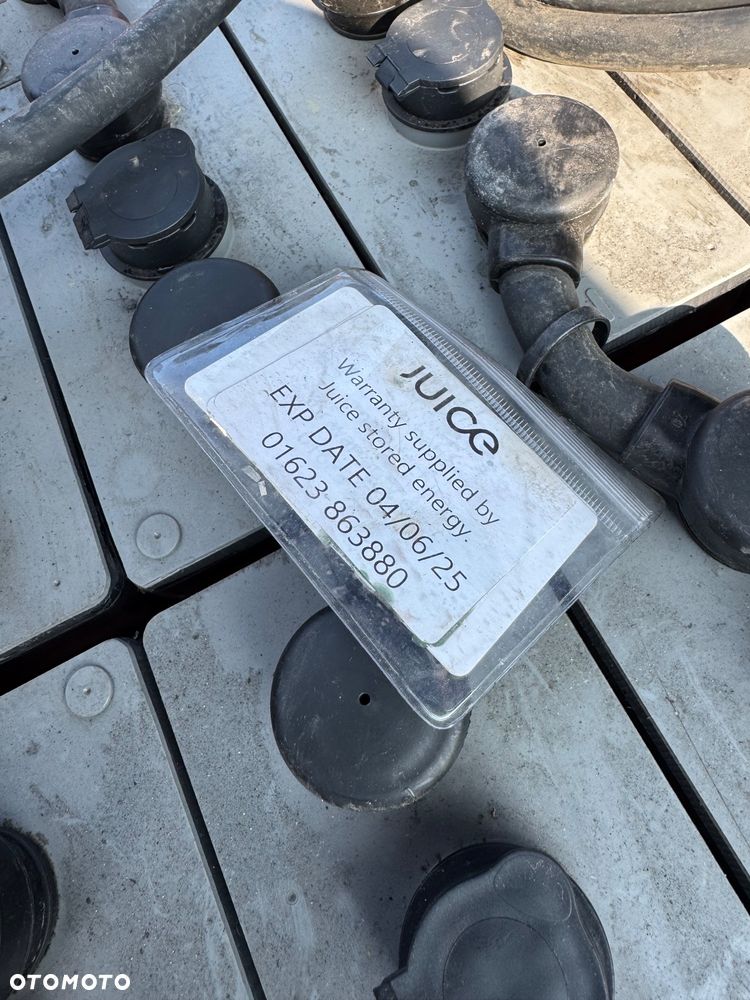 JUICE
Warranty supplied by
Juice stored energy.
EXP DATE 04/06/25
01623 863880
OTOMOTO